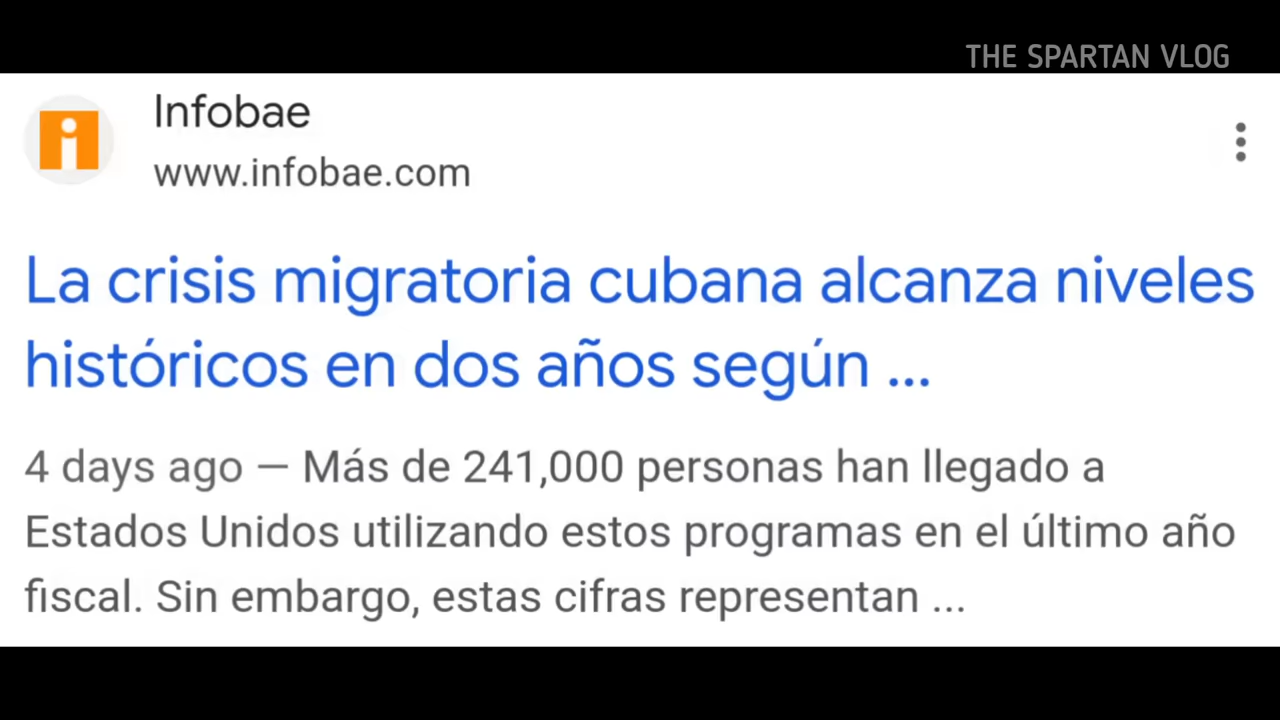 THE SPARTAN VLOG
Infobae
www.infobae.com
La crisis migratoria cubana alcanza niveles
históricos en dos años según ...
4 days ago — Más de 241,000 personas han llegado a
Estados Unidos utilizando estos programas en el último año
fiscal. Sin embargo, estas cifras representan ...